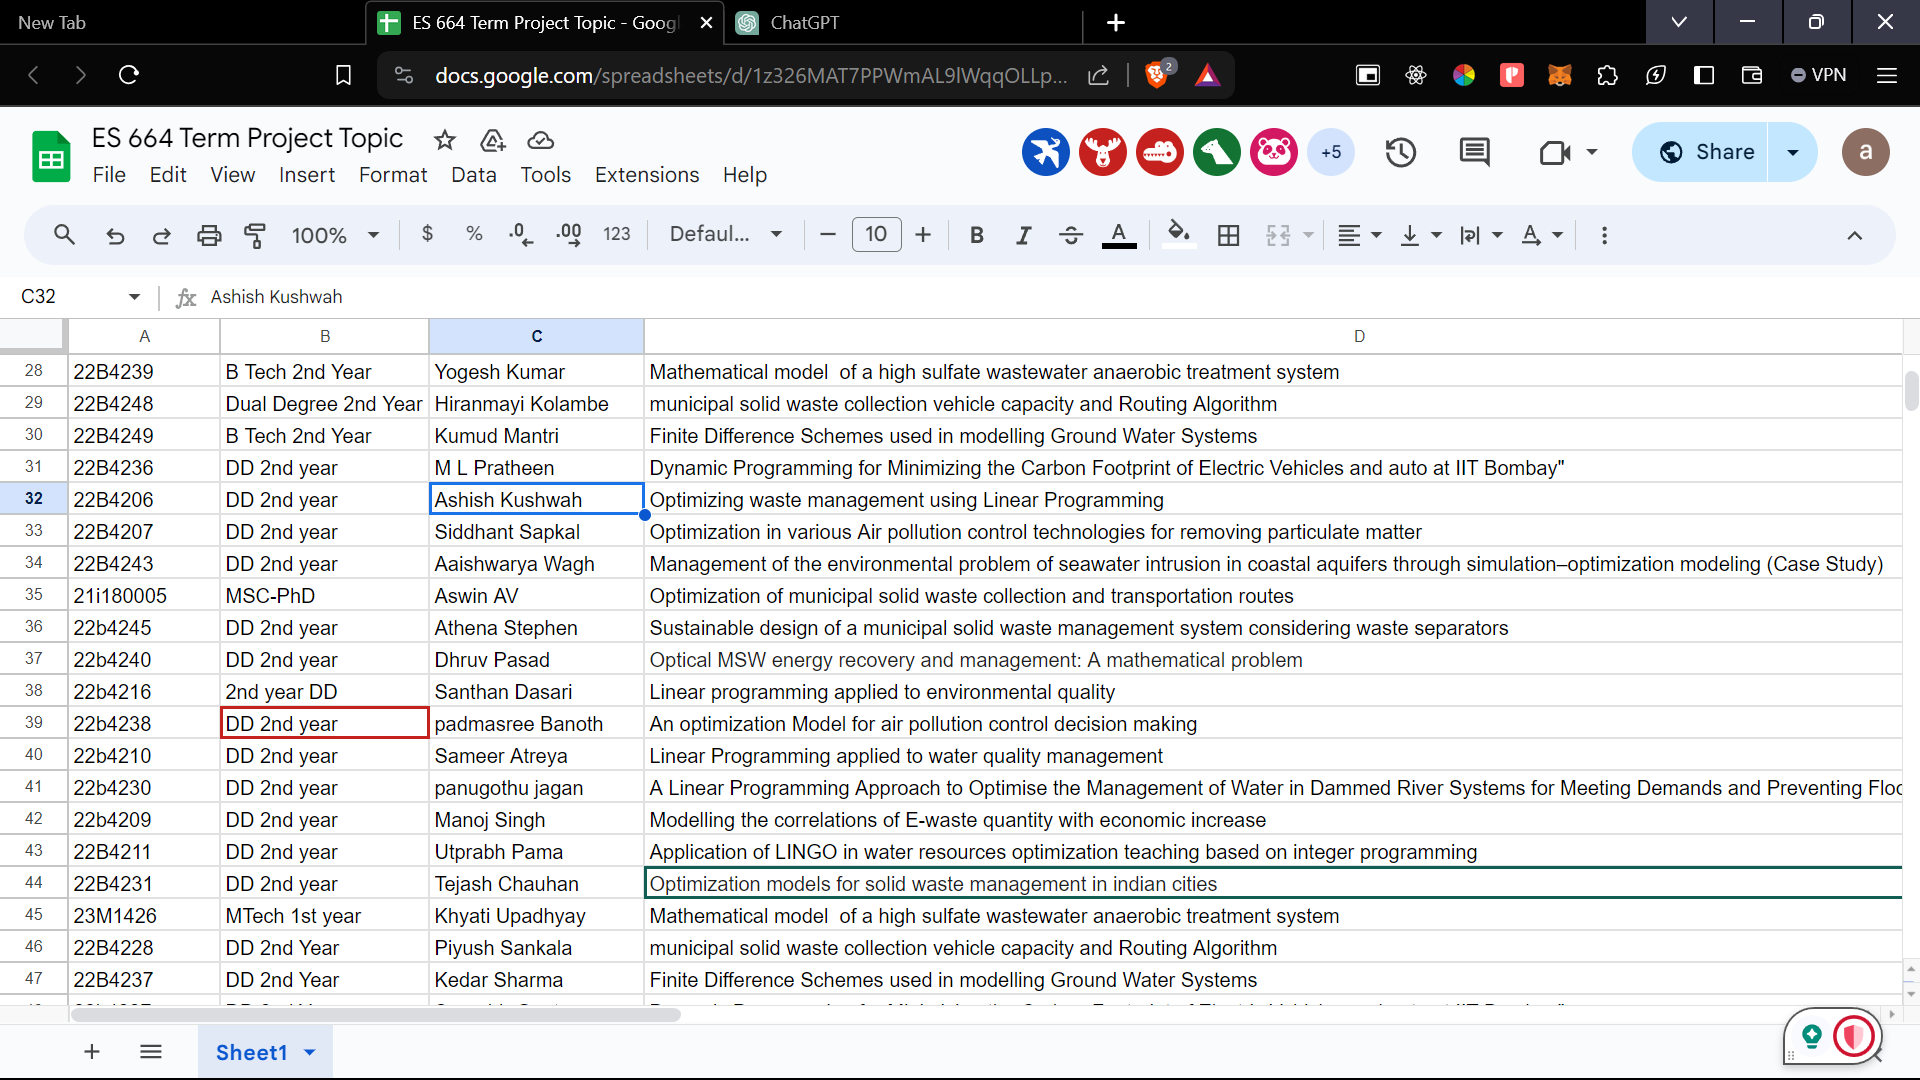 New Tab
ES 664 Term Project Topic - Goog
ChatGPT
docs.google.com/spreadsheets/d/1z326MAT7PPWmAL9lWqqOLLp...
2
VPN
ES 664 Term Project Topic
+5
Share
a
File Edit View Insert Format Data Tools Extensions Help
100% $ % .0 .00 123 Defaul... 10 B I S A
C32 fx Ashish Kushwah
A B C D
28 22B4239 B Tech 2nd Year Yogesh Kumar Mathematical model  of a high sulfate wastewater anaerobic treatment system
29 22B4248 Dual Degree 2nd Year Hiranmayi Kolambe municipal solid waste collection vehicle capacity and Routing Algorithm
30 22B4249 B Tech 2nd Year Kumud Mantri Finite Difference Schemes used in modelling Ground Water Systems
31 22B4236 DD 2nd year M L Pratheen Dynamic Programming for Minimizing the Carbon Footprint of Electric Vehicles and auto at IIT Bombay"
32 22B4206 DD 2nd year Ashish Kushwah Optimizing waste management using Linear Programming
33 22B4207 DD 2nd year Siddhant Sapkal Optimization in various Air pollution control technologies for removing particulate matter
34 22B4243 DD 2nd year Aaishwarya Wagh Management of the environmental problem of seawater intrusion in coastal aquifers through simulation–optimization modeling (Case Study)
35 21i180005 MSC-PhD Aswin AV Optimization of municipal solid waste collection and transportation routes
36 22b4245 DD 2nd year Athena Stephen Sustainable design of a municipal solid waste management system considering waste separators
37 22b4240 DD 2nd year Dhruv Pasad Optical MSW energy recovery and management: A mathematical problem
38 22b4216 2nd year DD Santhan Dasari Linear programming applied to environmental quality
39 22b4238 DD 2nd year padmasree Banoth An optimization Model for air pollution control decision making
40 22b4210 DD 2nd year Sameer Atreya Linear Programming applied to water quality management
41 22b4230 DD 2nd year panugothu jagan A Linear Programming Approach to Optimise the Management of Water in Dammed River Systems for Meeting Demands and Preventing Floo
42 22b4209 DD 2nd year Manoj Singh Modelling the correlations of E-waste quantity with economic increase
43 22B4211 DD 2nd year Utprabh Pama Application of LINGO in water resources optimization teaching based on integer programming
44 22B4231 DD 2nd year Tejash Chauhan Optimization models for solid waste management in indian cities
45 23M1426 MTech 1st year Khyati Upadhyay Mathematical model  of a high sulfate wastewater anaerobic treatment system
46 22B4228 DD 2nd Year Piyush Sankala municipal solid waste collection vehicle capacity and Routing Algorithm
47 22B4237 DD 2nd Year Kedar Sharma Finite Difference Schemes used in modelling Ground Water Systems
Sheet1